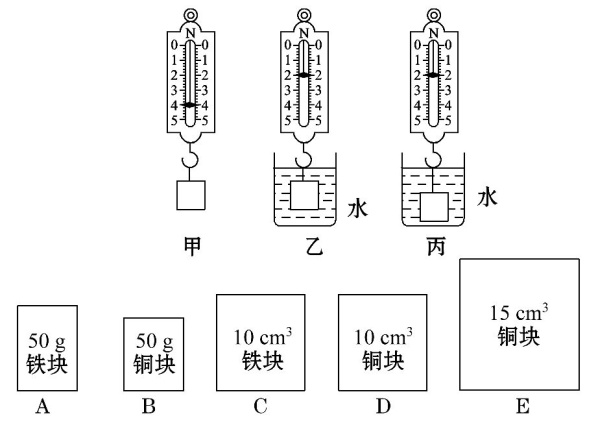 N N N
0 0 0 0 0 0
1 1 1 1 1 1
2 2 2 2 2 2
3 3 3 3 3 3
4 4 4 4 4 4
5 5 5 5 5 5
水 水
甲 乙 丙
50 g 50 g 10 cm³ 10 cm³ 15 cm³
铁块 铜块 铁块 铜块 铜块
A B C D E